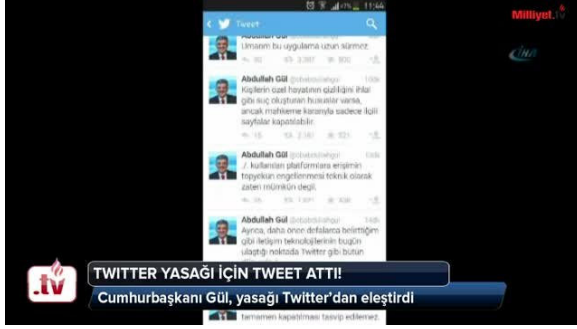 11:44
Milliyet.tv
Tweet
İHA
Umarım bu uygulama uzun sürmez.
Abdullah Gül
Kişilerin özel hayatının gizliliğini ihlal
gibi suç oluşturan hususlar varsa,
ancak mahkeme kararıyla sadece ilgili
sayfalar kapatılabilir.
Abdullah Gül
./. kullanılan platformlara erişimin
topyekun engellenmesi teknik olarak
zaten mümkün değil.
Abdullah Gül
Ayrıca, daha önce defalarca belirttiğim
gibi iletişim teknolojilerinin bugün
ulaştığı noktada Twitter gibi bütün
TWITTER YASAĞI İÇİN TWEET ATTI!
.tv
Cumhurbaşkanı Gül, yasağı Twitter'dan eleştirdi
tamamen kapatılması tasvip edilemez.